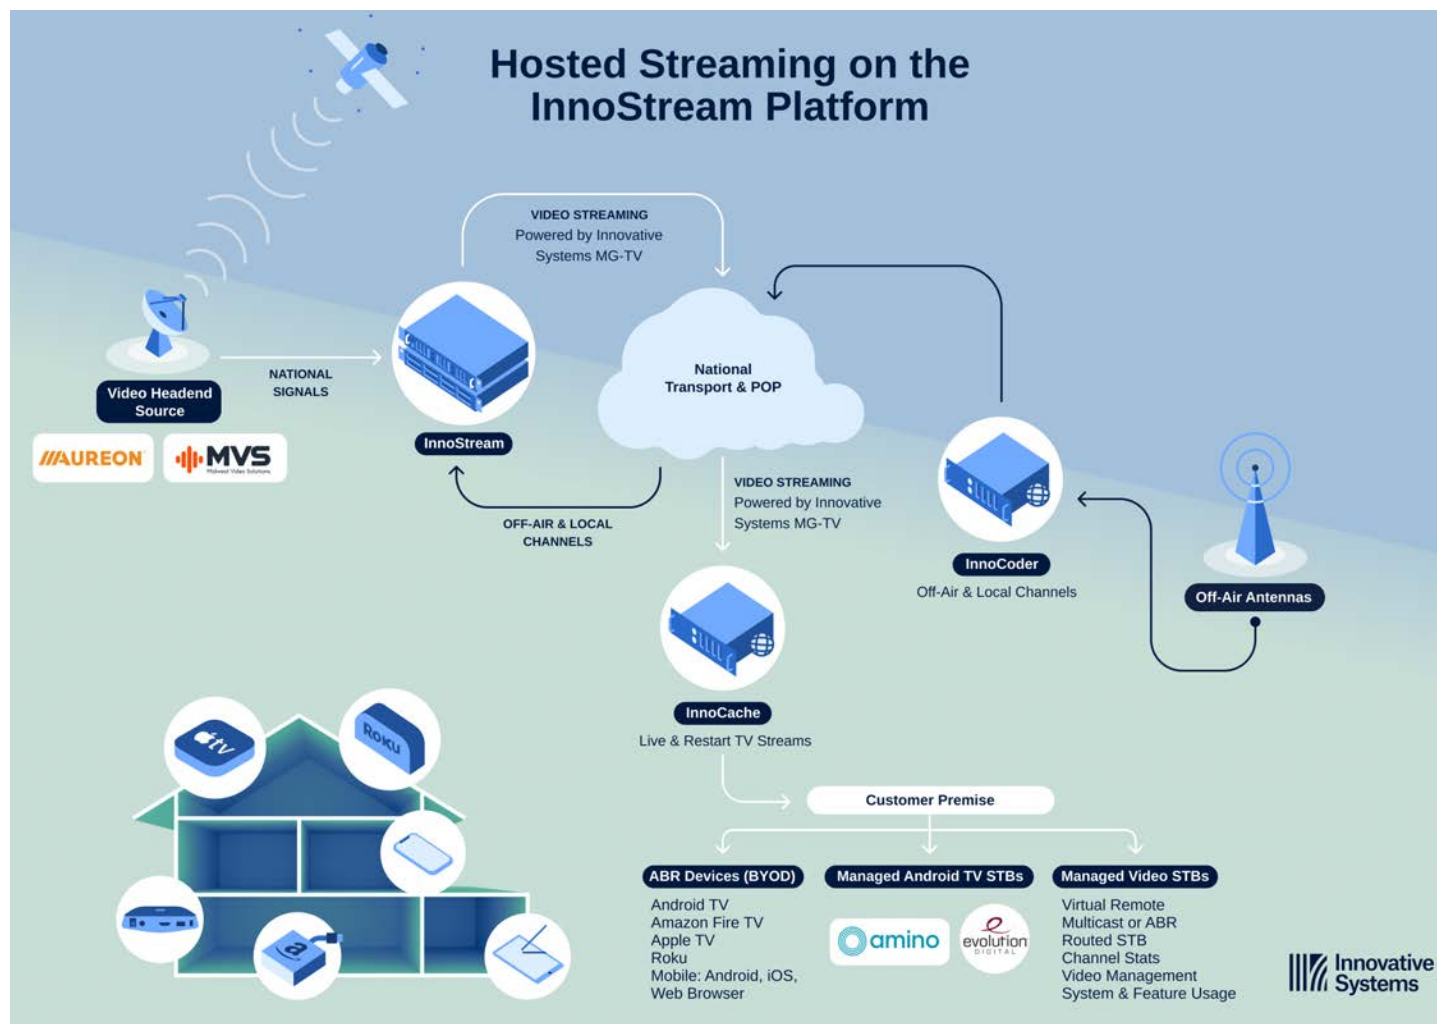 Hosted Streaming on the
InnoStream Platform
VIDEO STREAMING
Powered by Innovative
Systems MG-TV
National
Transport & POP
NATIONAL
SIGNALS
Video Headend
Source
AUREON
MVS
Midwest Video Solutions
InnoStream
OFF-AIR & LOCAL
CHANNELS
VIDEO STREAMING
Powered by Innovative
Systems MG-TV
InnoCoder
Off-Air & Local Channels
Off-Air Antennas
InnoCache
Live & Restart TV Streams
Customer Premise
tv
Roku
a
ABR Devices (BYOD)
Android TV
Amazon Fire TV
Apple TV
Roku
Mobile: Android, iOS,
Web Browser
Managed Android TV STBs
amino
evolution
DIGITAL
Managed Video STBs
Virtual Remote
Multicast or ABR
Routed STB
Channel Stats
Video Management
System & Feature Usage
Innovative
Systems